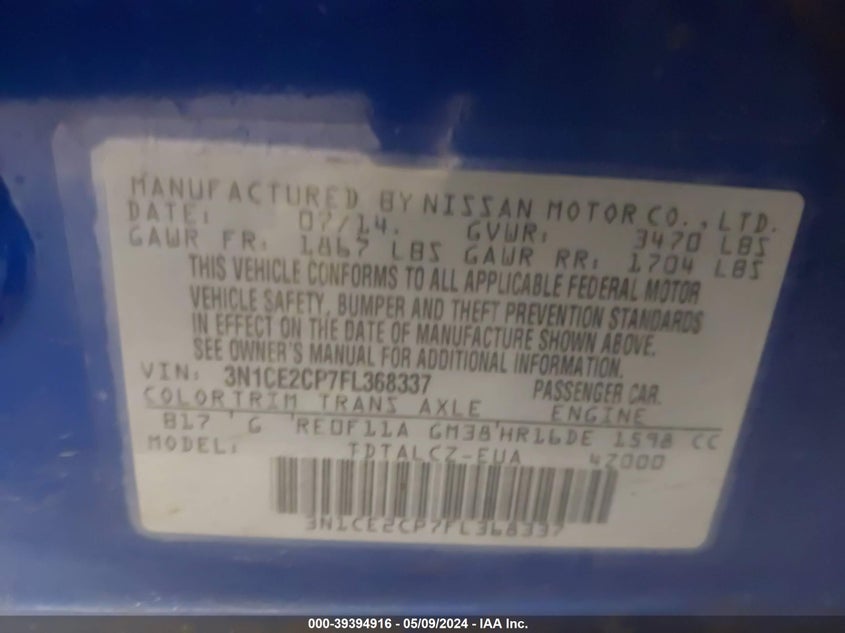 MANUFACTURED BY NISSAN MOTOR CO., LTD.
DATE: 07/14. GVWR: 3470 LBS
GAWR FR: 1867 LBS GAWR RR: 1704 LBS
THIS VEHICLE CONFORMS TO ALL APPLICABLE FEDERAL MOTOR
VEHICLE SAFETY, BUMPER AND THEFT PREVENTION STANDARDS
IN EFFECT ON THE DATE OF MANUFACTURE SHOWN ABOVE.
SEE OWNER'S MANUAL FOR ADDITIONAL INFORMATION.
VIN: 3N1CE2CP7FL368337 PASSENGER CAR.
COLOR TRIM TRANS AXLE ENGINE
B17 G RE0F11A GM38 HR16DE 1598 CC
MODEL: TDTALCZ-EUA 4Z000
3N1CE2CP7FL368337
000-39394916 - 05/09/2024 - IAA Inc.